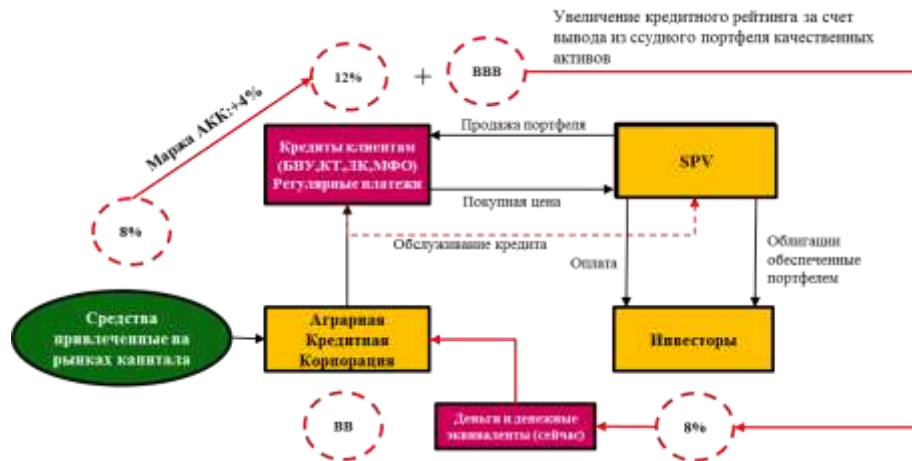 Увеличение кредитного рейтинга за счет
вывода из ссудного портфеля качественных
активов
12%
+
BBB
Маржа АКК:+4%
8%
Кредиты клиентам
(БВУ,КТ,ЛК,МФО)
Регулярные платежи
Продажа портфеля
SPV
Покупная цена
Обслуживание кредита
Оплата
Облигации
обеспеченные
портфелем
Средства
привлеченные на
рынках капитала
Аграрная
Кредитная
Корпорация
Инвесторы
BB
Деньги и денежные
эквиваленты (сейчас)
8%